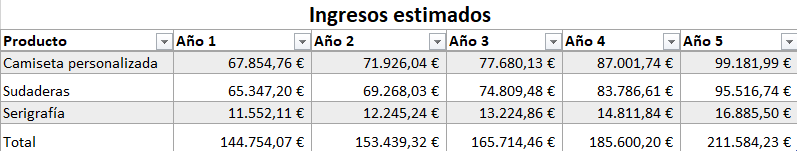 Ingresos estimados
Producto Año 1 Año 2 Año 3 Año 4 Año 5
Camiseta personalizada 67.854,76 € 71.926,04 € 77.680,13 € 87.001,74 € 99.181,99 €
Sudaderas 65.347,20 € 69.268,03 € 74.809,48 € 83.786,61 € 95.516,74 €
Serigrafía 11.552,11 € 12.245,24 € 13.224,86 € 14.811,84 € 16.885,50 €
Total 144.754,07 € 153.439,32 € 165.714,46 € 185.600,20 € 211.584,23 €